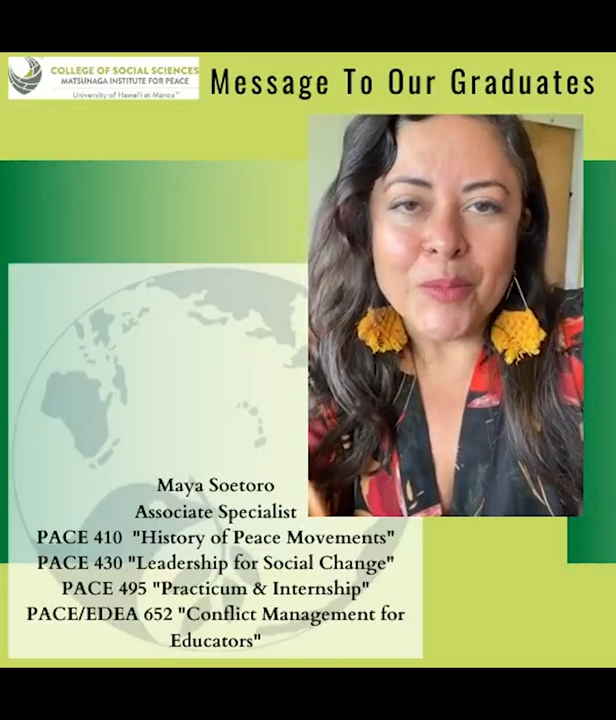 COLLEGE OF SOCIAL SCIENCES
MATSUNAGA INSTITUTE FOR PEACE
University of Hawai'i at Mānoa™
Message To Our Graduates
Maya Soetoro
Associate Specialist
PACE 410 "History of Peace Movements"
PACE 430 "Leadership for Social Change"
PACE 495 "Practicum & Internship"
PACE/EDEA 652 "Conflict Management for
Educators"